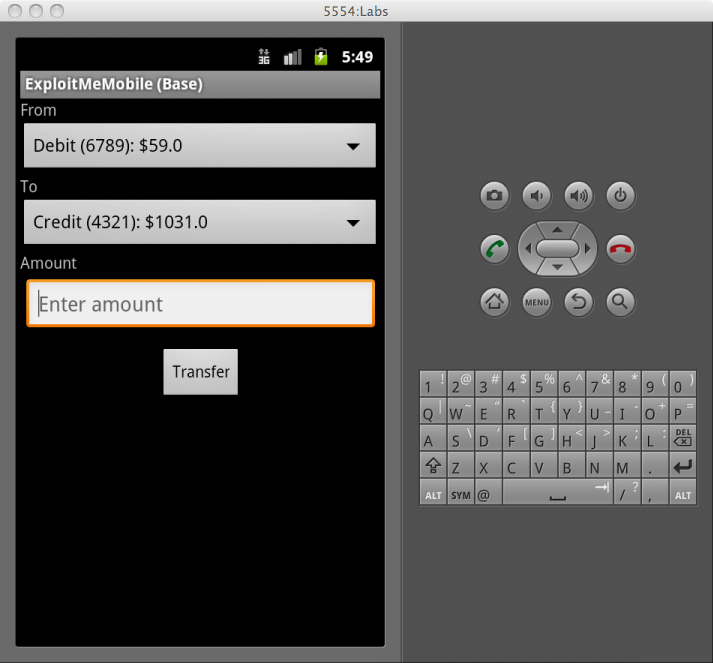 5554:Labs
3G
5:49
ExploitMeMobile (Base)
From
Debit (6789): $59.0
To
Credit (4321): $1031.0
Amount
Enter amount
Transfer
MENU
1 ! 2 @ 3 # 4 $ 5 % 6 ^ 7 & 8 * 9 ( 0 )
Q | W ~ E " R ` T { Y } U _ I - O + P =
A S \ D ' F [ G ] H < J > K ; L : DEL
Z X C V B N M .
ALT SYM @ / ? , ALT